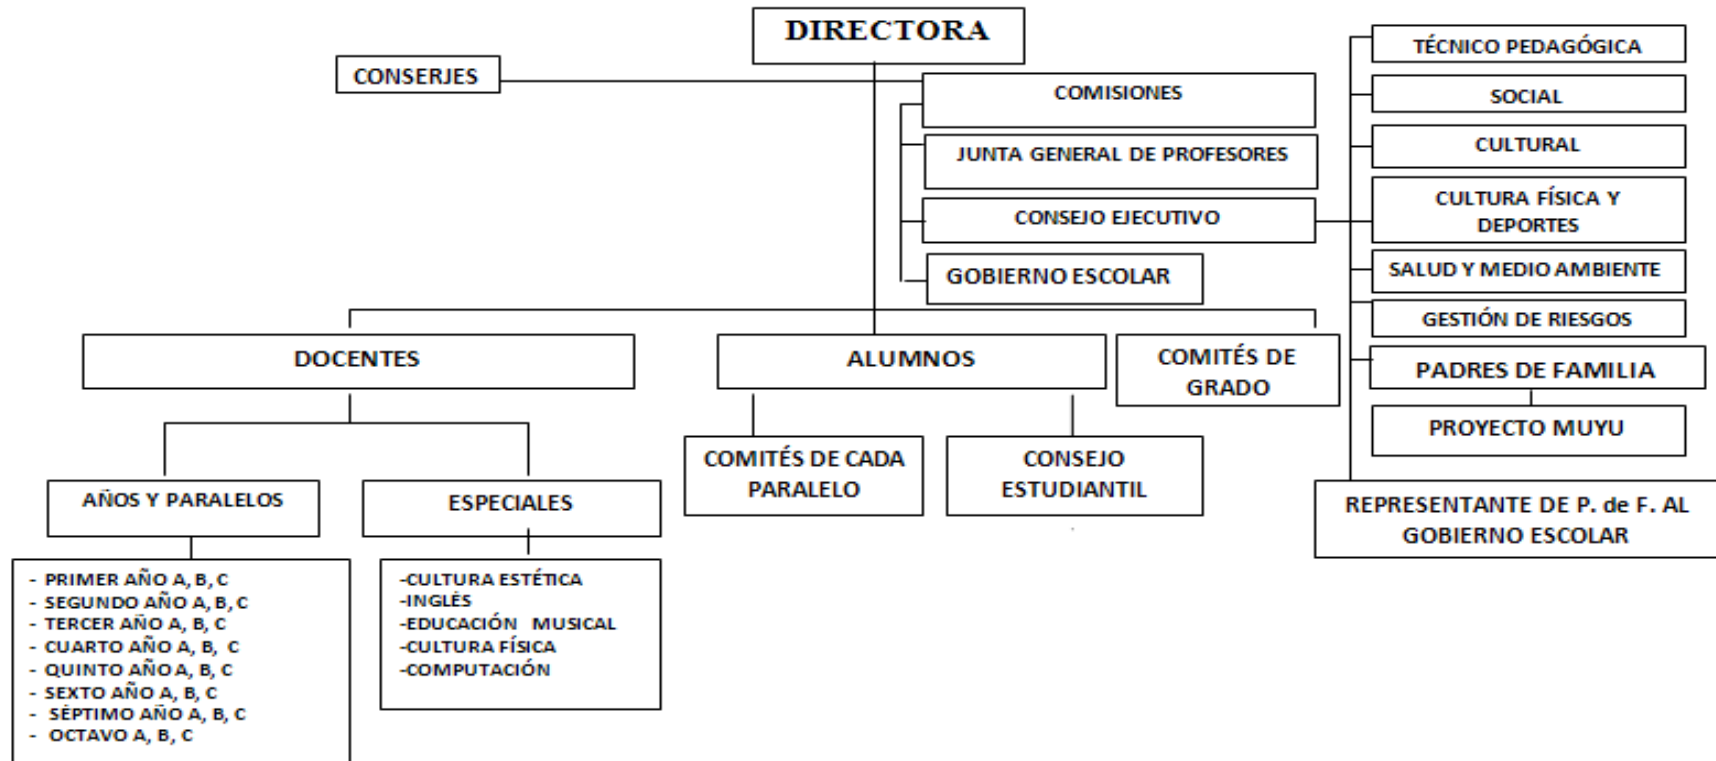 DIRECTORA
CONSERJES
COMISIONES
JUNTA GENERAL DE PROFESORES
CONSEJO EJECUTIVO
GOBIERNO ESCOLAR
TÉCNICO PEDAGÓGICA
SOCIAL
CULTURAL
CULTURA FÍSICA Y
DEPORTES
SALUD Y MEDIO AMBIENTE
GESTIÓN DE RIESGOS
PADRES DE FAMILIA
PROYECTO MUYU
REPRESENTANTE DE P. de F. AL
GOBIERNO ESCOLAR
DOCENTES
ALUMNOS
COMITÉS DE
GRADO
COMITÉS DE CADA
PARALELO
CONSEJO
ESTUDIANTIL
AÑOS Y PARALELOS
ESPECIALES
- PRIMER AÑO A, B, C
- SEGUNDO AÑO A, B, C
- TERCER AÑO A, B, C
- CUARTO AÑO A, B, C
- QUINTO AÑO A, B, C
- SEXTO AÑO A, B, C
- SÉPTIMO AÑO A, B, C
- OCTAVO A, B, C
-CULTURA ESTÉTICA
-INGLÉS
-EDUCACIÓN MUSICAL
-CULTURA FÍSICA
-COMPUTACIÓN